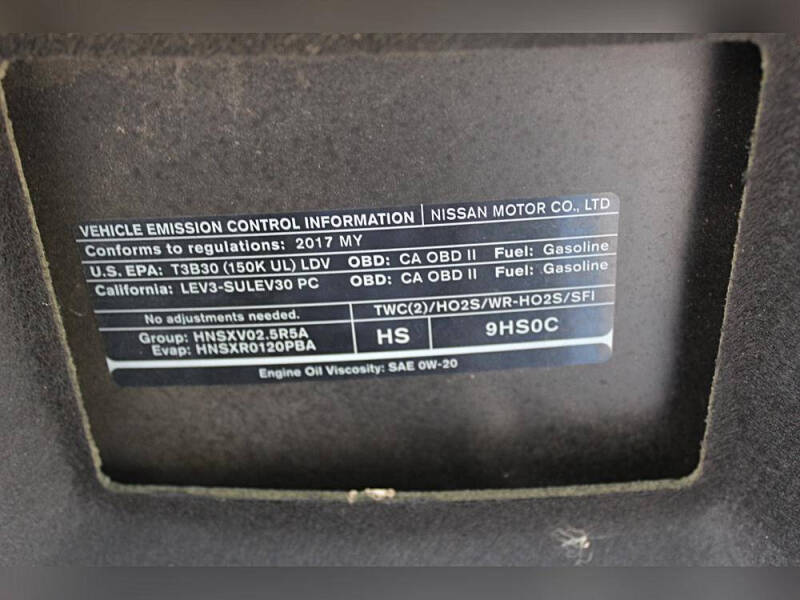 VEHICLE EMISSION CONTROL INFORMATION NISSAN MOTOR CO., LTD
Conforms to regulations: 2017 MY
U.S. EPA: T3B30 (150K UL) LDV OBD: CA OBD II Fuel: Gasoline
California: LEV3-SULEV30 PC OBD: CA OBD II Fuel: Gasoline
No adjustments needed. TWC(2)/HO2S/WR-HO2S/SFI
Group: HNSXV02.5R5A
Evap: HNSXR0120PBA
HS 9HS0C
Engine Oil Viscosity: SAE 0W-20